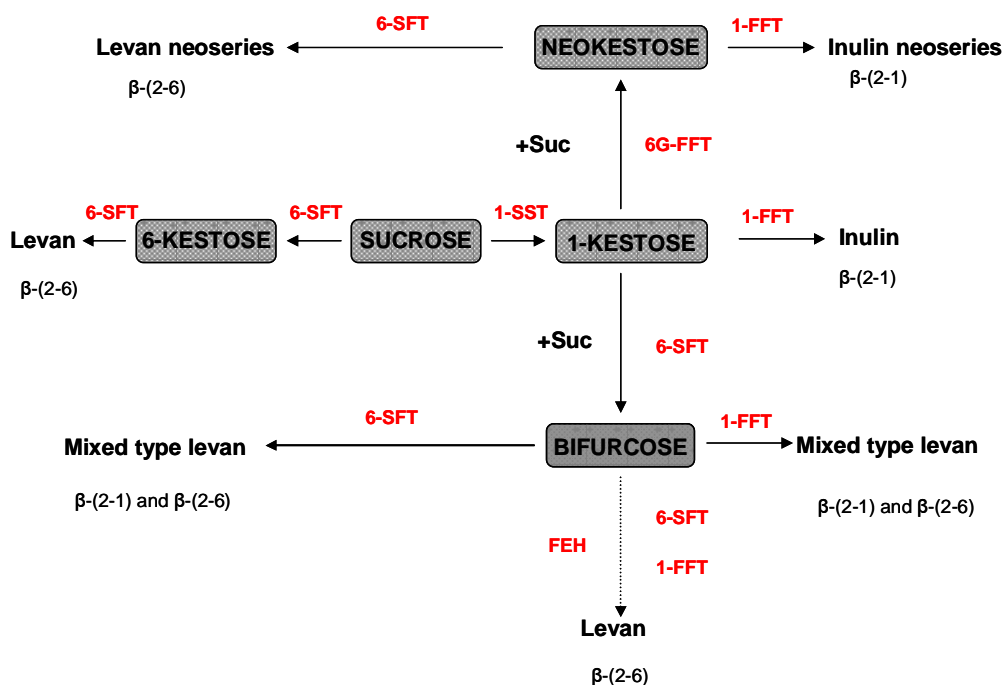 6-SFT
1-FFT
Levan neoseries
NEOKESTOSE
Inulin neoseries
β-(2-6)
β-(2-1)
+Suc
6G-FFT
6-SFT
6-SFT
1-SST
1-FFT
Levan
6-KESTOSE
SUCROSE
1-KESTOSE
Inulin
β-(2-6)
β-(2-1)
+Suc
6-SFT
6-SFT
1-FFT
Mixed type levan
BIFURCOSE
Mixed type levan
β-(2-1) and β-(2-6)
β-(2-1) and β-(2-6)
6-SFT
FEH
1-FFT
Levan
β-(2-6)